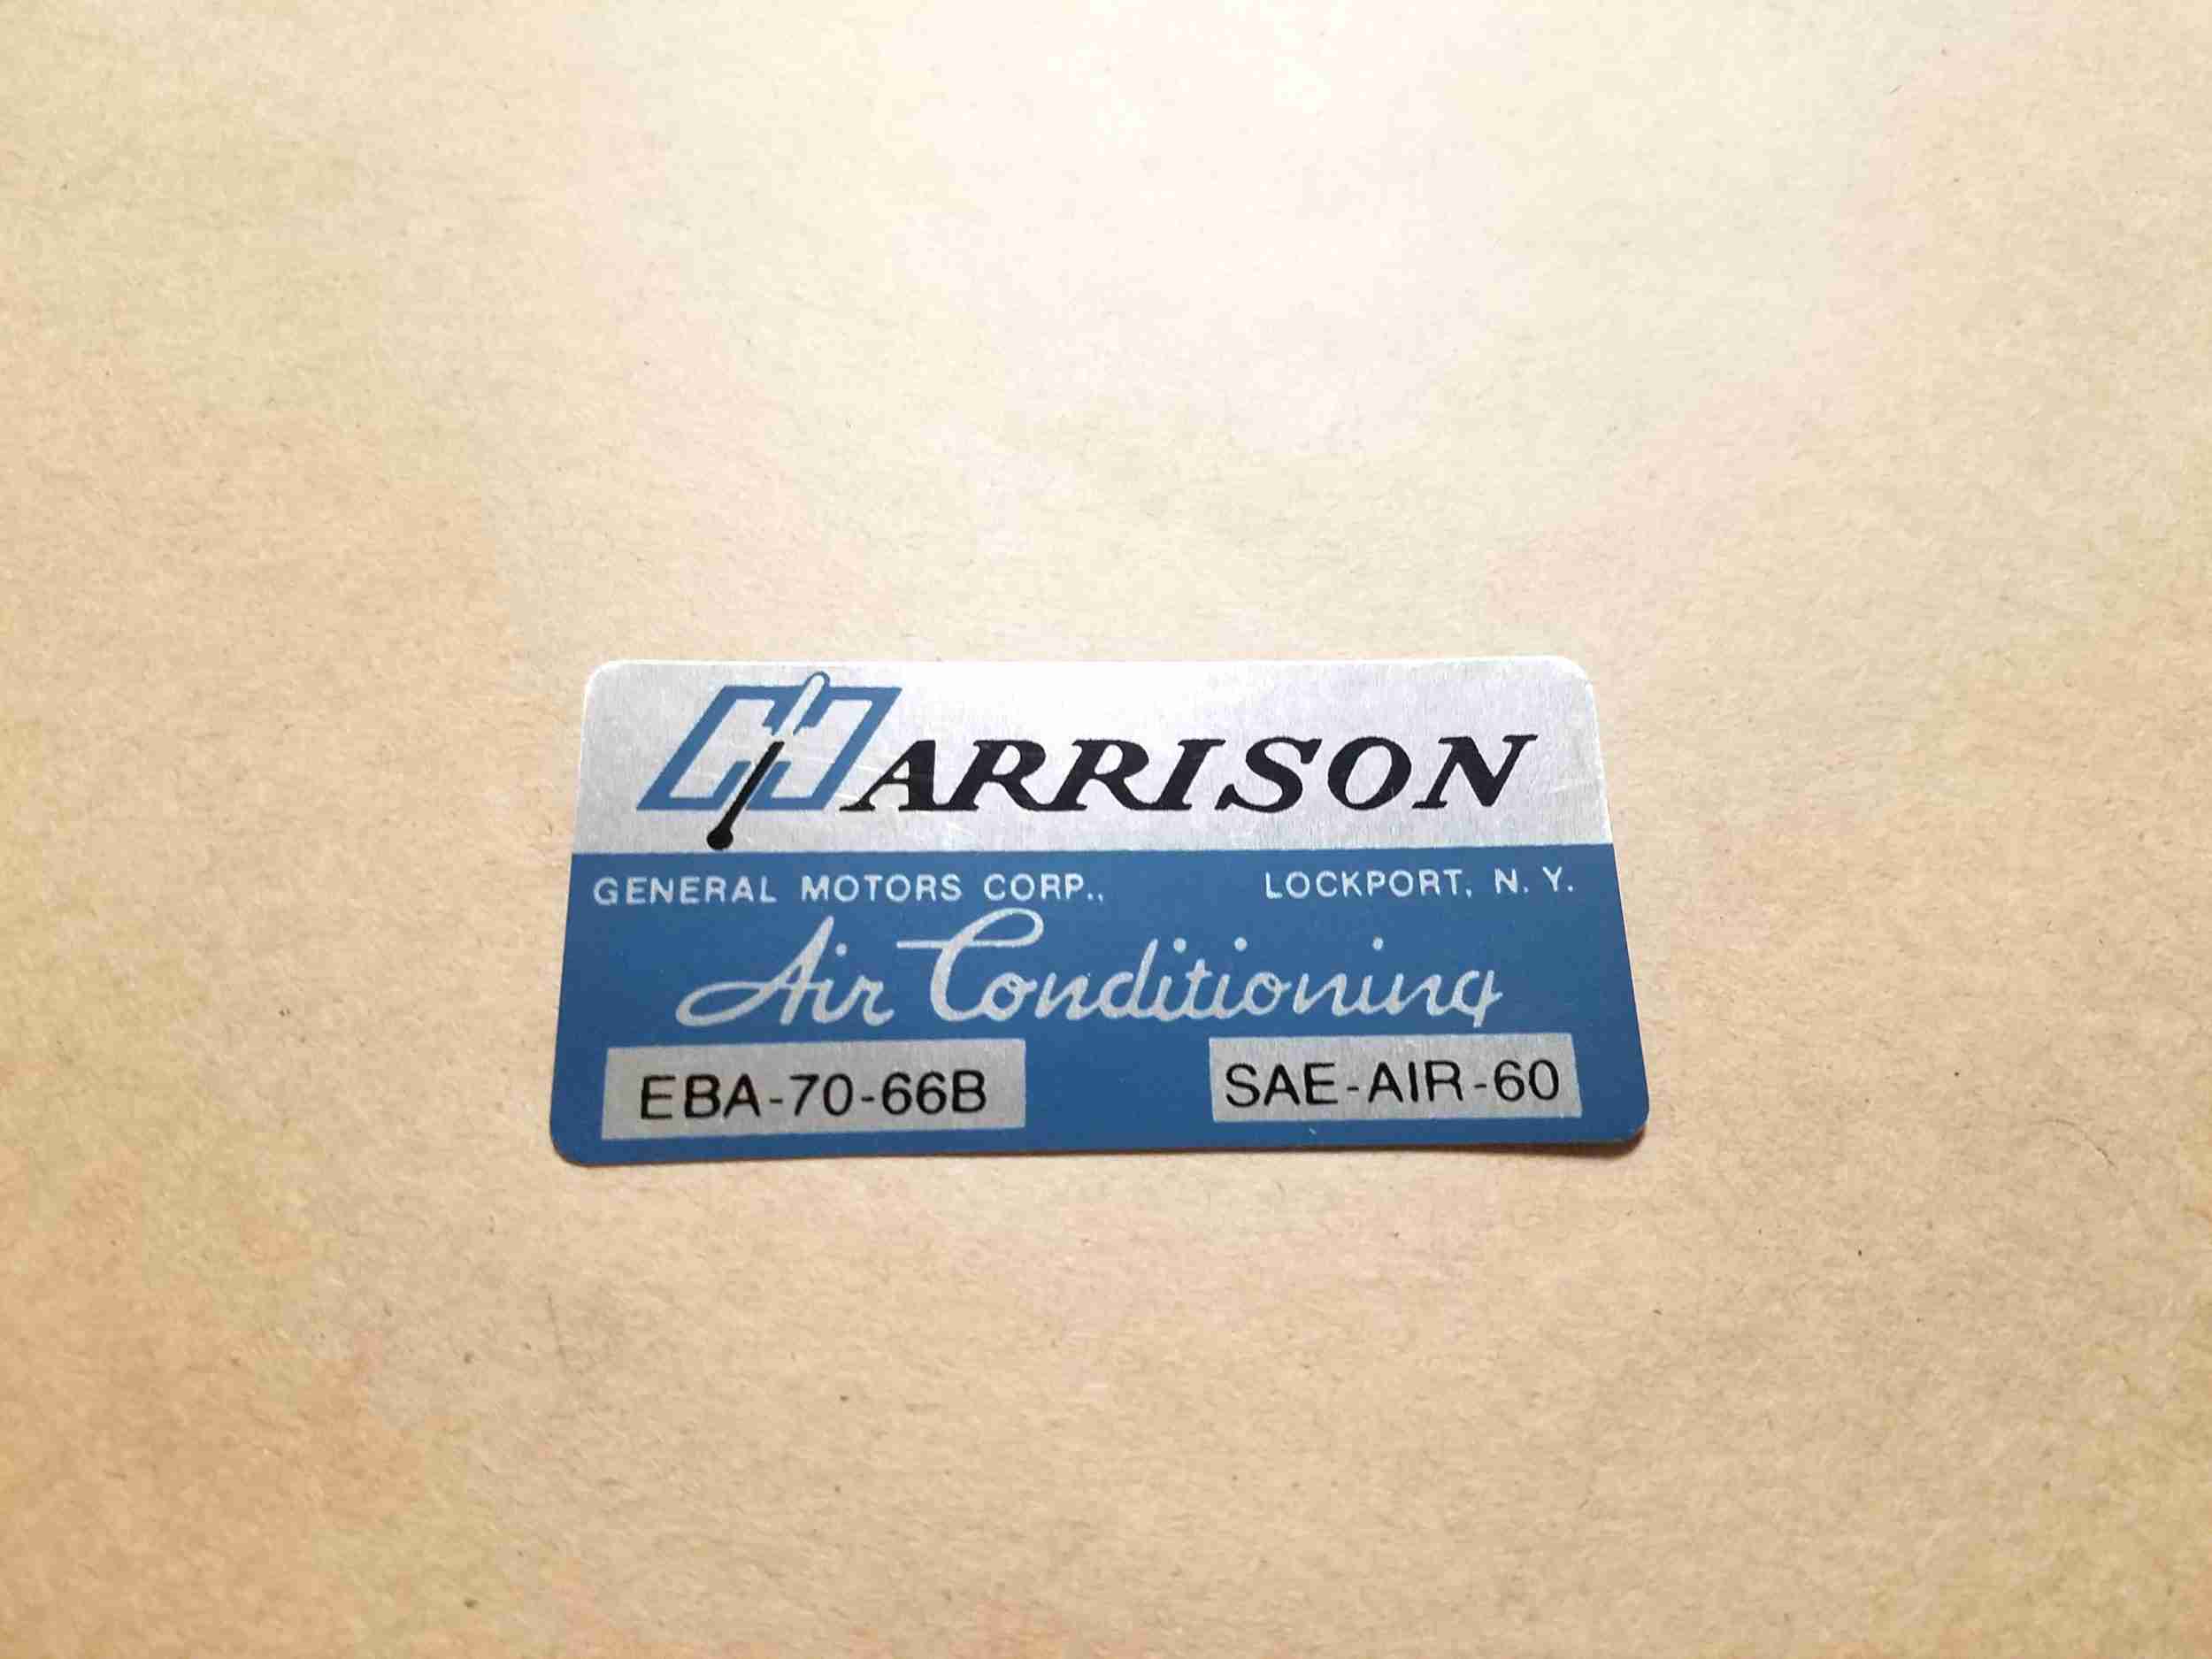 HARRISON
GENERAL MOTORS CORP., LOCKPORT, N. Y.
Air Conditioning
EBA-70-66B SAE-AIR-60